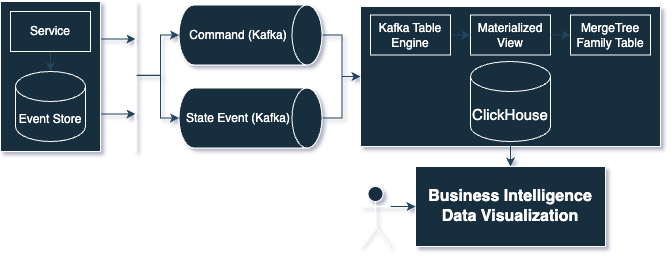 Service
Event Store
Command (Kafka)
State Event (Kafka)
Kafka Table
Engine
Materialized
View
MergeTree
Family Table
ClickHouse
Business Intelligence
Data Visualization